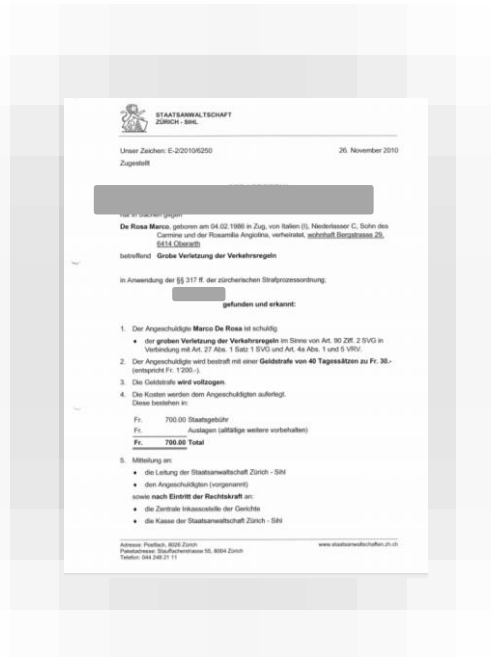 STAATSANWALTSCHAFT
ZÜRICH - SIHL
Unser Zeichen: E-2/2010/6250
26. November 2010
Zugestellt
hat in Sachen gegen
De Rosa Marco, geboren am 04.02.1986 in Zug, von Italien (I), Niederlasser C, Sohn des
Carmine und der Rosamilia Angiolina, verheiratet, wohnhaft Bergstrasse 29,
6414 Oberarth
betreffend Grobe Verletzung der Verkehrsregeln
in Anwendung der §§ 317 ff. der zürcherischen Strafprozessordnung;
gefunden und erkannt:
1. Der Angeschuldigte Marco De Rosa ist schuldig
• der groben Verletzung der Verkehrsregeln im Sinne von Art. 90 Ziff. 2 SVG in
Verbindung mit Art. 27 Abs. 1 Satz 1 SVG und Art. 4a Abs. 1 und 5 VRV.
2. Der Angeschuldigte wird bestraft mit einer Geldstrafe von 40 Tagessätzen zu Fr. 30.-
(entspricht Fr. 1'200.-).
3. Die Geldstrafe wird vollzogen.
4. Die Kosten werden dem Angeschuldigten auferlegt.
Diese bestehen in:
Fr. 700.00 Staatsgebühr
Fr. Auslagen (allfällige weitere vorbehalten)
Fr. 700.00 Total
5. Mitteilung an:
• die Leitung der Staatsanwaltschaft Zürich - Sihl
• den Angeschuldigten (vorgenannt)
sowie nach Eintritt der Rechtskraft an:
• die Zentrale Inkassostelle der Gerichte
• die Kasse der Staatsanwaltschaft Zürich - Sihl
Adresse: Postfach, 8026 Zürich
www.staatsanwaltschaften.zh.ch
Paketadresse: Stauffacherstrasse 55, 8004 Zürich
Telefon: 044 248 21 11